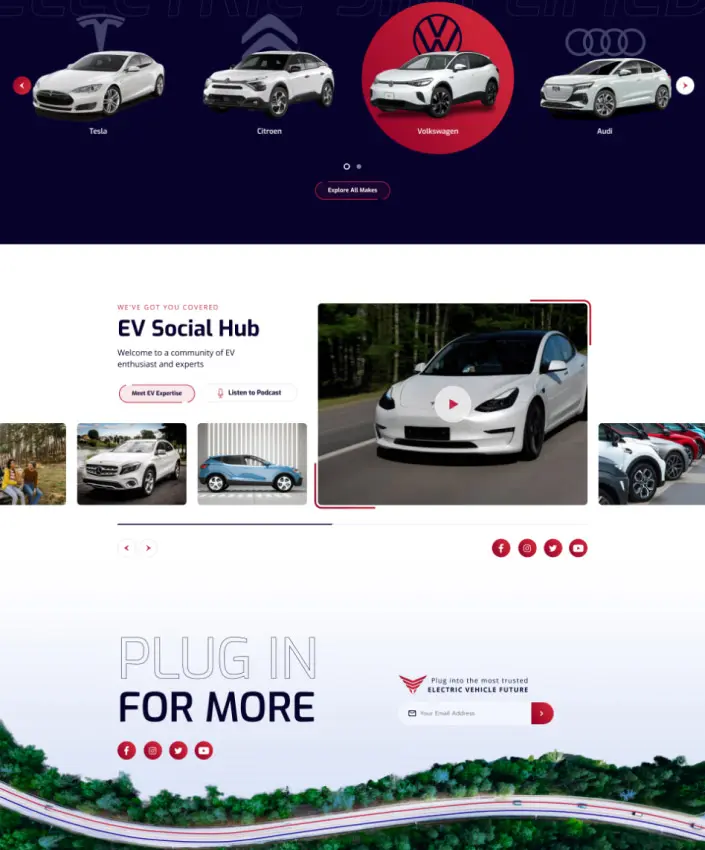 ELECTRIC SIMPLIFIED
Tesla
Citroen
Volkswagen
Audi
Explore All Makes
WE'VE GOT YOU COVERED
EV Social Hub
Welcome to a community of EV
enthusiast and experts
Meet EV Expertise
Listen to Podcast
PLUG IN
FOR MORE
Plug into the most trusted
ELECTRIC VEHICLE FUTURE
Your Email Address